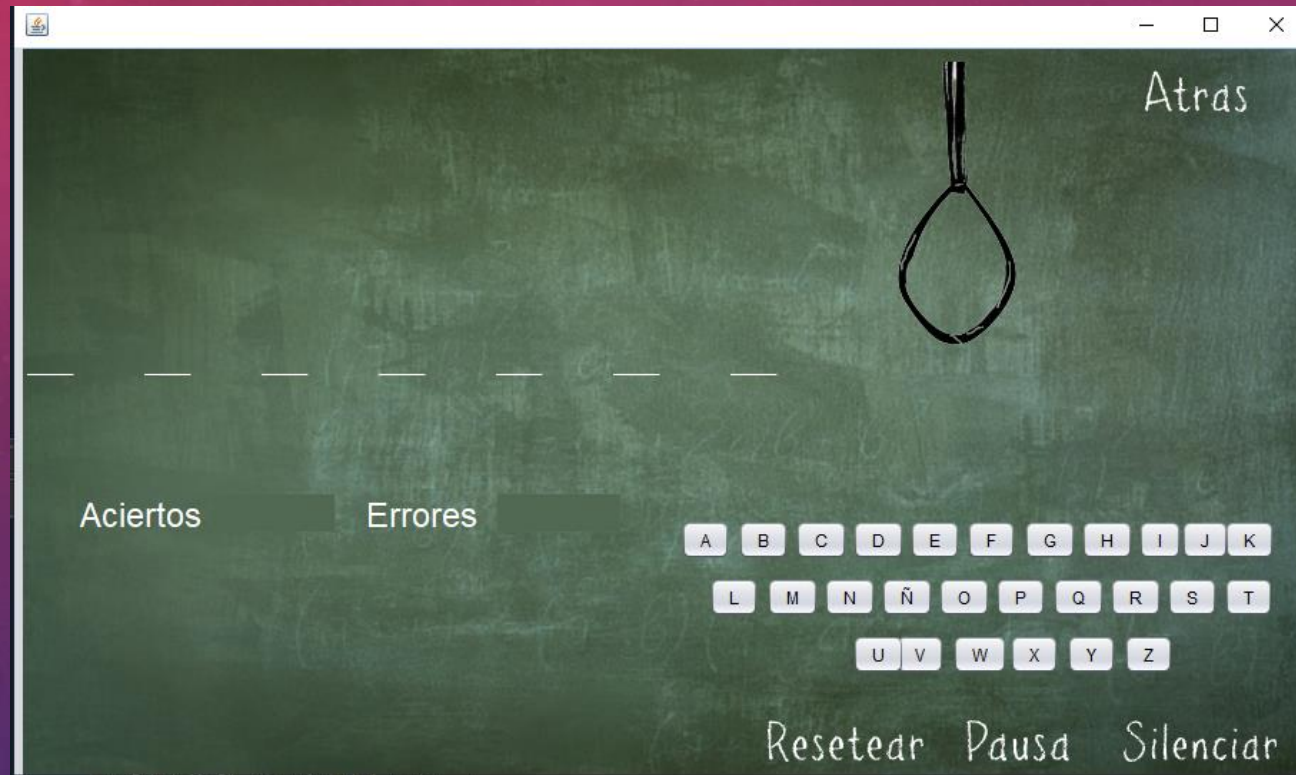 Atras
Aciertos Errores
A B C D E F G H I J K
L M N Ñ O P Q R S T
U V W X Y Z
Resetear Pausa Silenciar